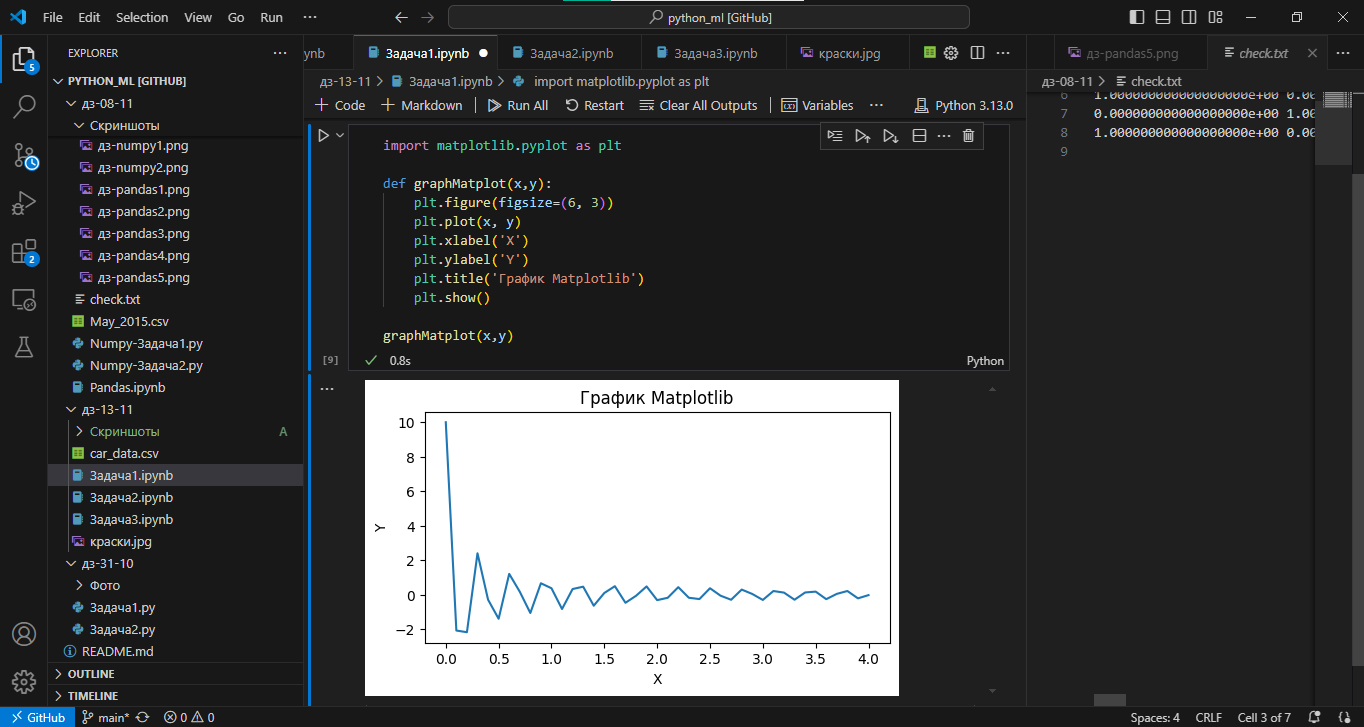 File Edit Selection View Go Run ··· python_ml [GitHub]
EXPLORER ···
PYTHON_ML [GITHUB]
дз-08-11
Скриншоты
дз-numpy1.png
дз-numpy2.png
дз-pandas1.png
дз-pandas2.png
дз-pandas3.png
дз-pandas4.png
дз-pandas5.png
check.txt
May_2015.csv
Numpy-Задача1.py
Numpy-Задача2.py
Pandas.ipynb
дз-13-11
Скриншоты A
car_data.csv
Задача1.ipynb
Задача2.ipynb
Задача3.ipynb
краски.jpg
дз-31-10
Фото
Задача1.py
Задача2.py
README.md
OUTLINE
TIMELINE
5
2
ynb Задача1.ipynb Задача2.ipynb Задача3.ipynb краски.jpg
дз-13-11 > Задача1.ipynb > import matplotlib.pyplot as plt
+ Code + Markdown Run All Restart Clear All Outputs Variables ··· Python 3.13.0
import matplotlib.pyplot as plt
def graphMatplot(x,y):
plt.figure(figsize=(6, 3))
plt.plot(x, y)
plt.xlabel('X')
plt.ylabel('Y')
plt.title('График Matplotlib')
plt.show()
graphMatplot(x,y)
[9] 0.8s Python
График Matplotlib
10
8
6
4
2
0
−2
Y
0.0 0.5 1.0 1.5 2.0 2.5 3.0 3.5 4.0
X
дз-pandas5.png check.txt
дз-08-11 > check.txt
6 1.000000000000000000e+00 0.00
7 0.000000000000000000e+00 1.00
8 1.000000000000000000e+00 0.00
9
GitHub main* 0 0 Spaces: 4 CRLF Cell 3 of 7